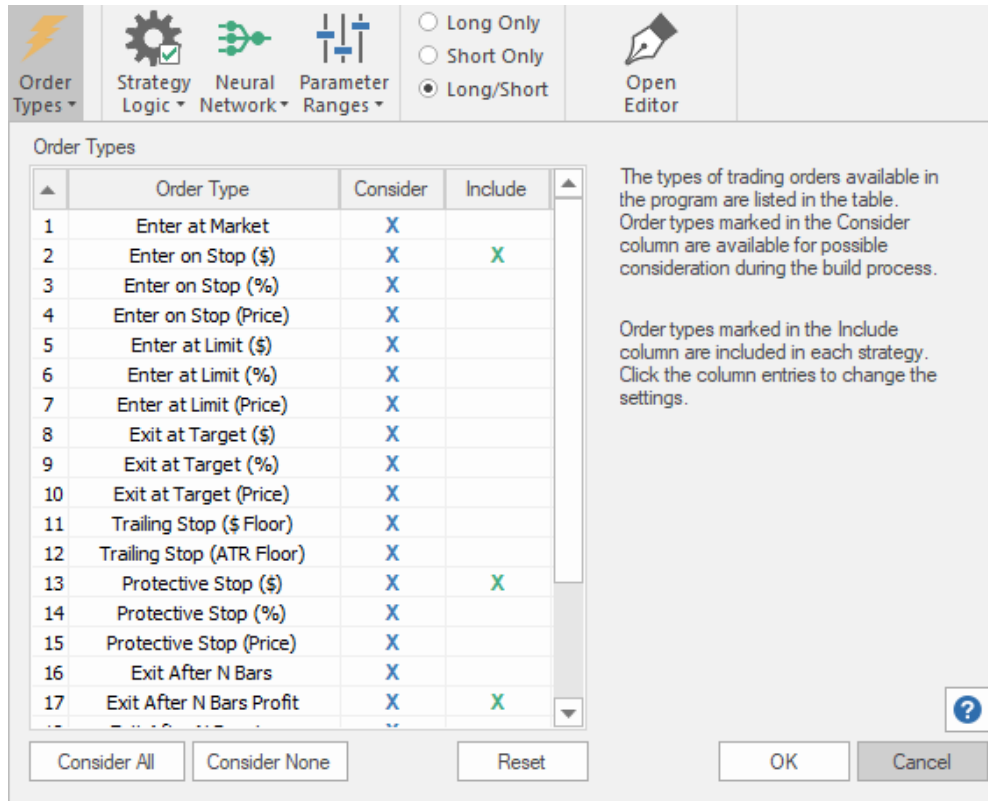 Order Types
Strategy Logic
Neural Network
Parameter Ranges
Long Only
Short Only
Long/Short
Open Editor
Order Types
Order Type Consider Include
1 Enter at Market X
2 Enter on Stop ($) X X
3 Enter on Stop (%) X
4 Enter on Stop (Price) X
5 Enter at Limit ($) X
6 Enter at Limit (%) X
7 Enter at Limit (Price) X
8 Exit at Target ($) X
9 Exit at Target (%) X
10 Exit at Target (Price) X
11 Trailing Stop ($ Floor) X
12 Trailing Stop (ATR Floor) X
13 Protective Stop ($) X X
14 Protective Stop (%) X
15 Protective Stop (Price) X
16 Exit After N Bars X
17 Exit After N Bars Profit X X
The types of trading orders available in
the program are listed in the table.
Order types marked in the Consider
column are available for possible
consideration during the build process.
Order types marked in the Include
column are included in each strategy.
Click the column entries to change the
settings.
?
Consider All
Consider None
Reset
OK
Cancel